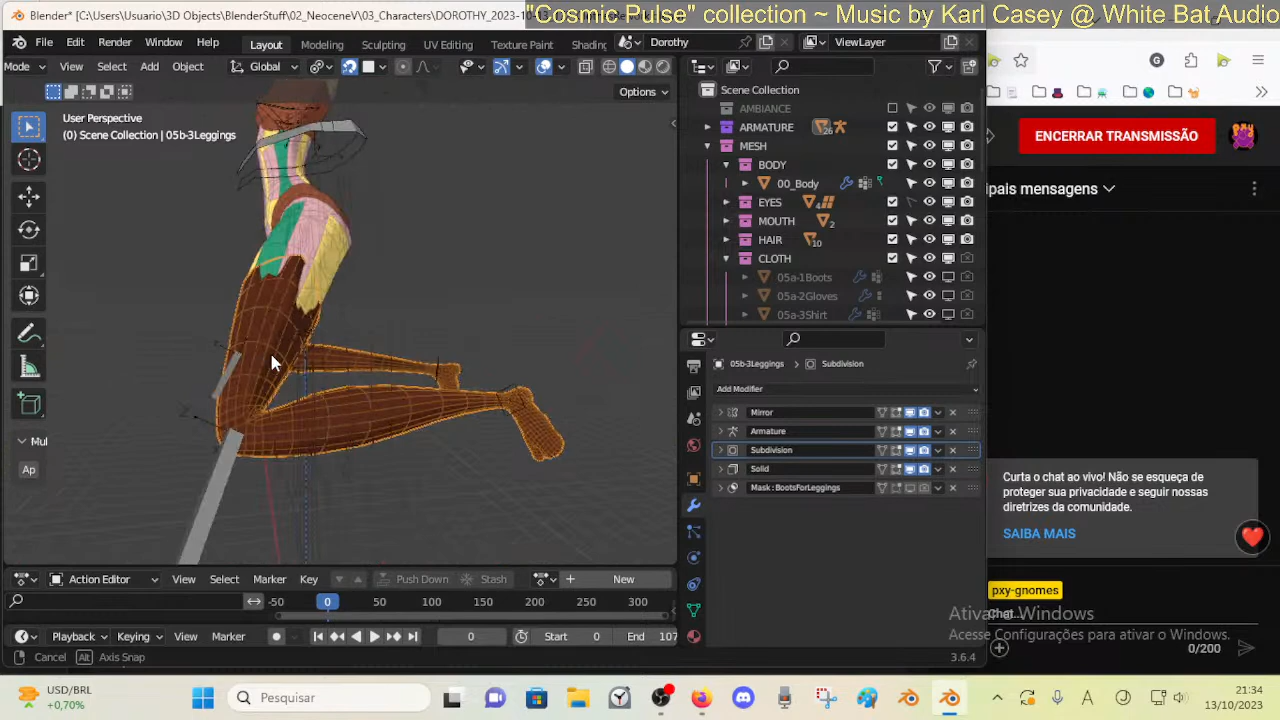 Blender* [C:\Users\Usuario\3D Objects\BlenderStuff\02_NeoceneV\03_Characters\DOROTHY_2023-10-
"Cosmic Pulse" collection ~ Music by Karl Casey @ White Bat Audio
File Edit Render Window Help Layout Modeling Sculpting UV Editing Texture Paint Shading Dorothy ViewLayer
Mode View Select Add Object Global
Options
User Perspective
(0) Scene Collection | 05b-3Leggings
Scene Collection
AMBIANCE
ARMATURE 26
MESH
BODY
00_Body
EYES 4
MOUTH 2
HAIR 10
CLOTH
05a-1Boots
05a-2Gloves
05a-3Shirt
05b-3Leggings > Subdivision
Add Modifier
Mirror
Armature
Subdivision
Solid
Mask : BootsForLeggings
Mul
Ap
Action Editor View Select Marker Key Push Down Stash New
-50 0 50 100 150 200 250 300
Playback Keying View Marker 0 Start 0 End 107
Cancel Alt Axis Snap 3.6.4
G
ENCERRAR TRANSMISSÃO
ipais mensagens
Curta o chat ao vivo! Não se esqueça de
proteger sua privacidade e seguir nossas
diretrizes da comunidade.
SAIBA MAIS
pxy-gnomes
Chat...
Ativar o Windows
Acesse Configurações para ativar o Windows.
0/200
USD/BRL
+0,70%
Pesquisar
21:34
13/10/2023